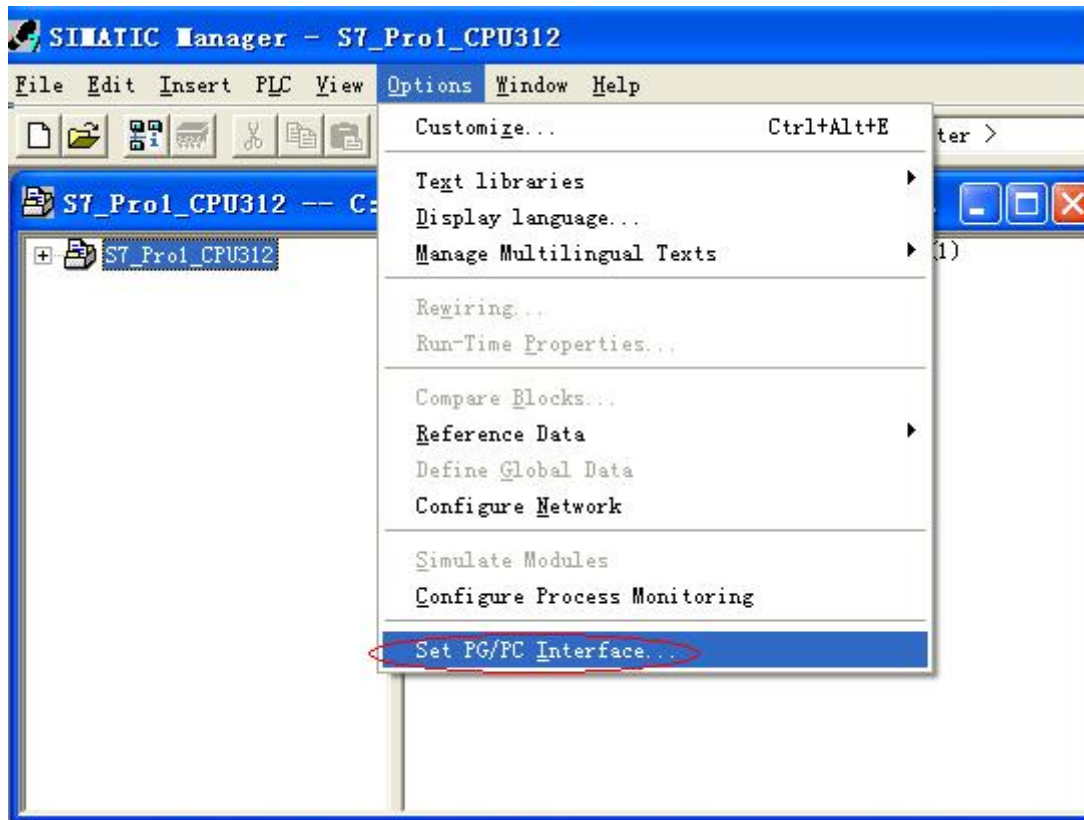 SIMATIC Manager - S7_Pro1_CPU312
File Edit Insert PLC View Options Window Help
Customize... Ctrl+Alt+E
ter >
Text libraries
S7_Pro1_CPU312 -- C:
Display language...
S7_Pro1_CPU312
Manage Multilingual Texts
(1)
Rewiring...
Run-Time Properties...
Compare Blocks...
Reference Data
Define Global Data
Configure Network
Simulate Modules
Configure Process Monitoring
Set PG/PC Interface...